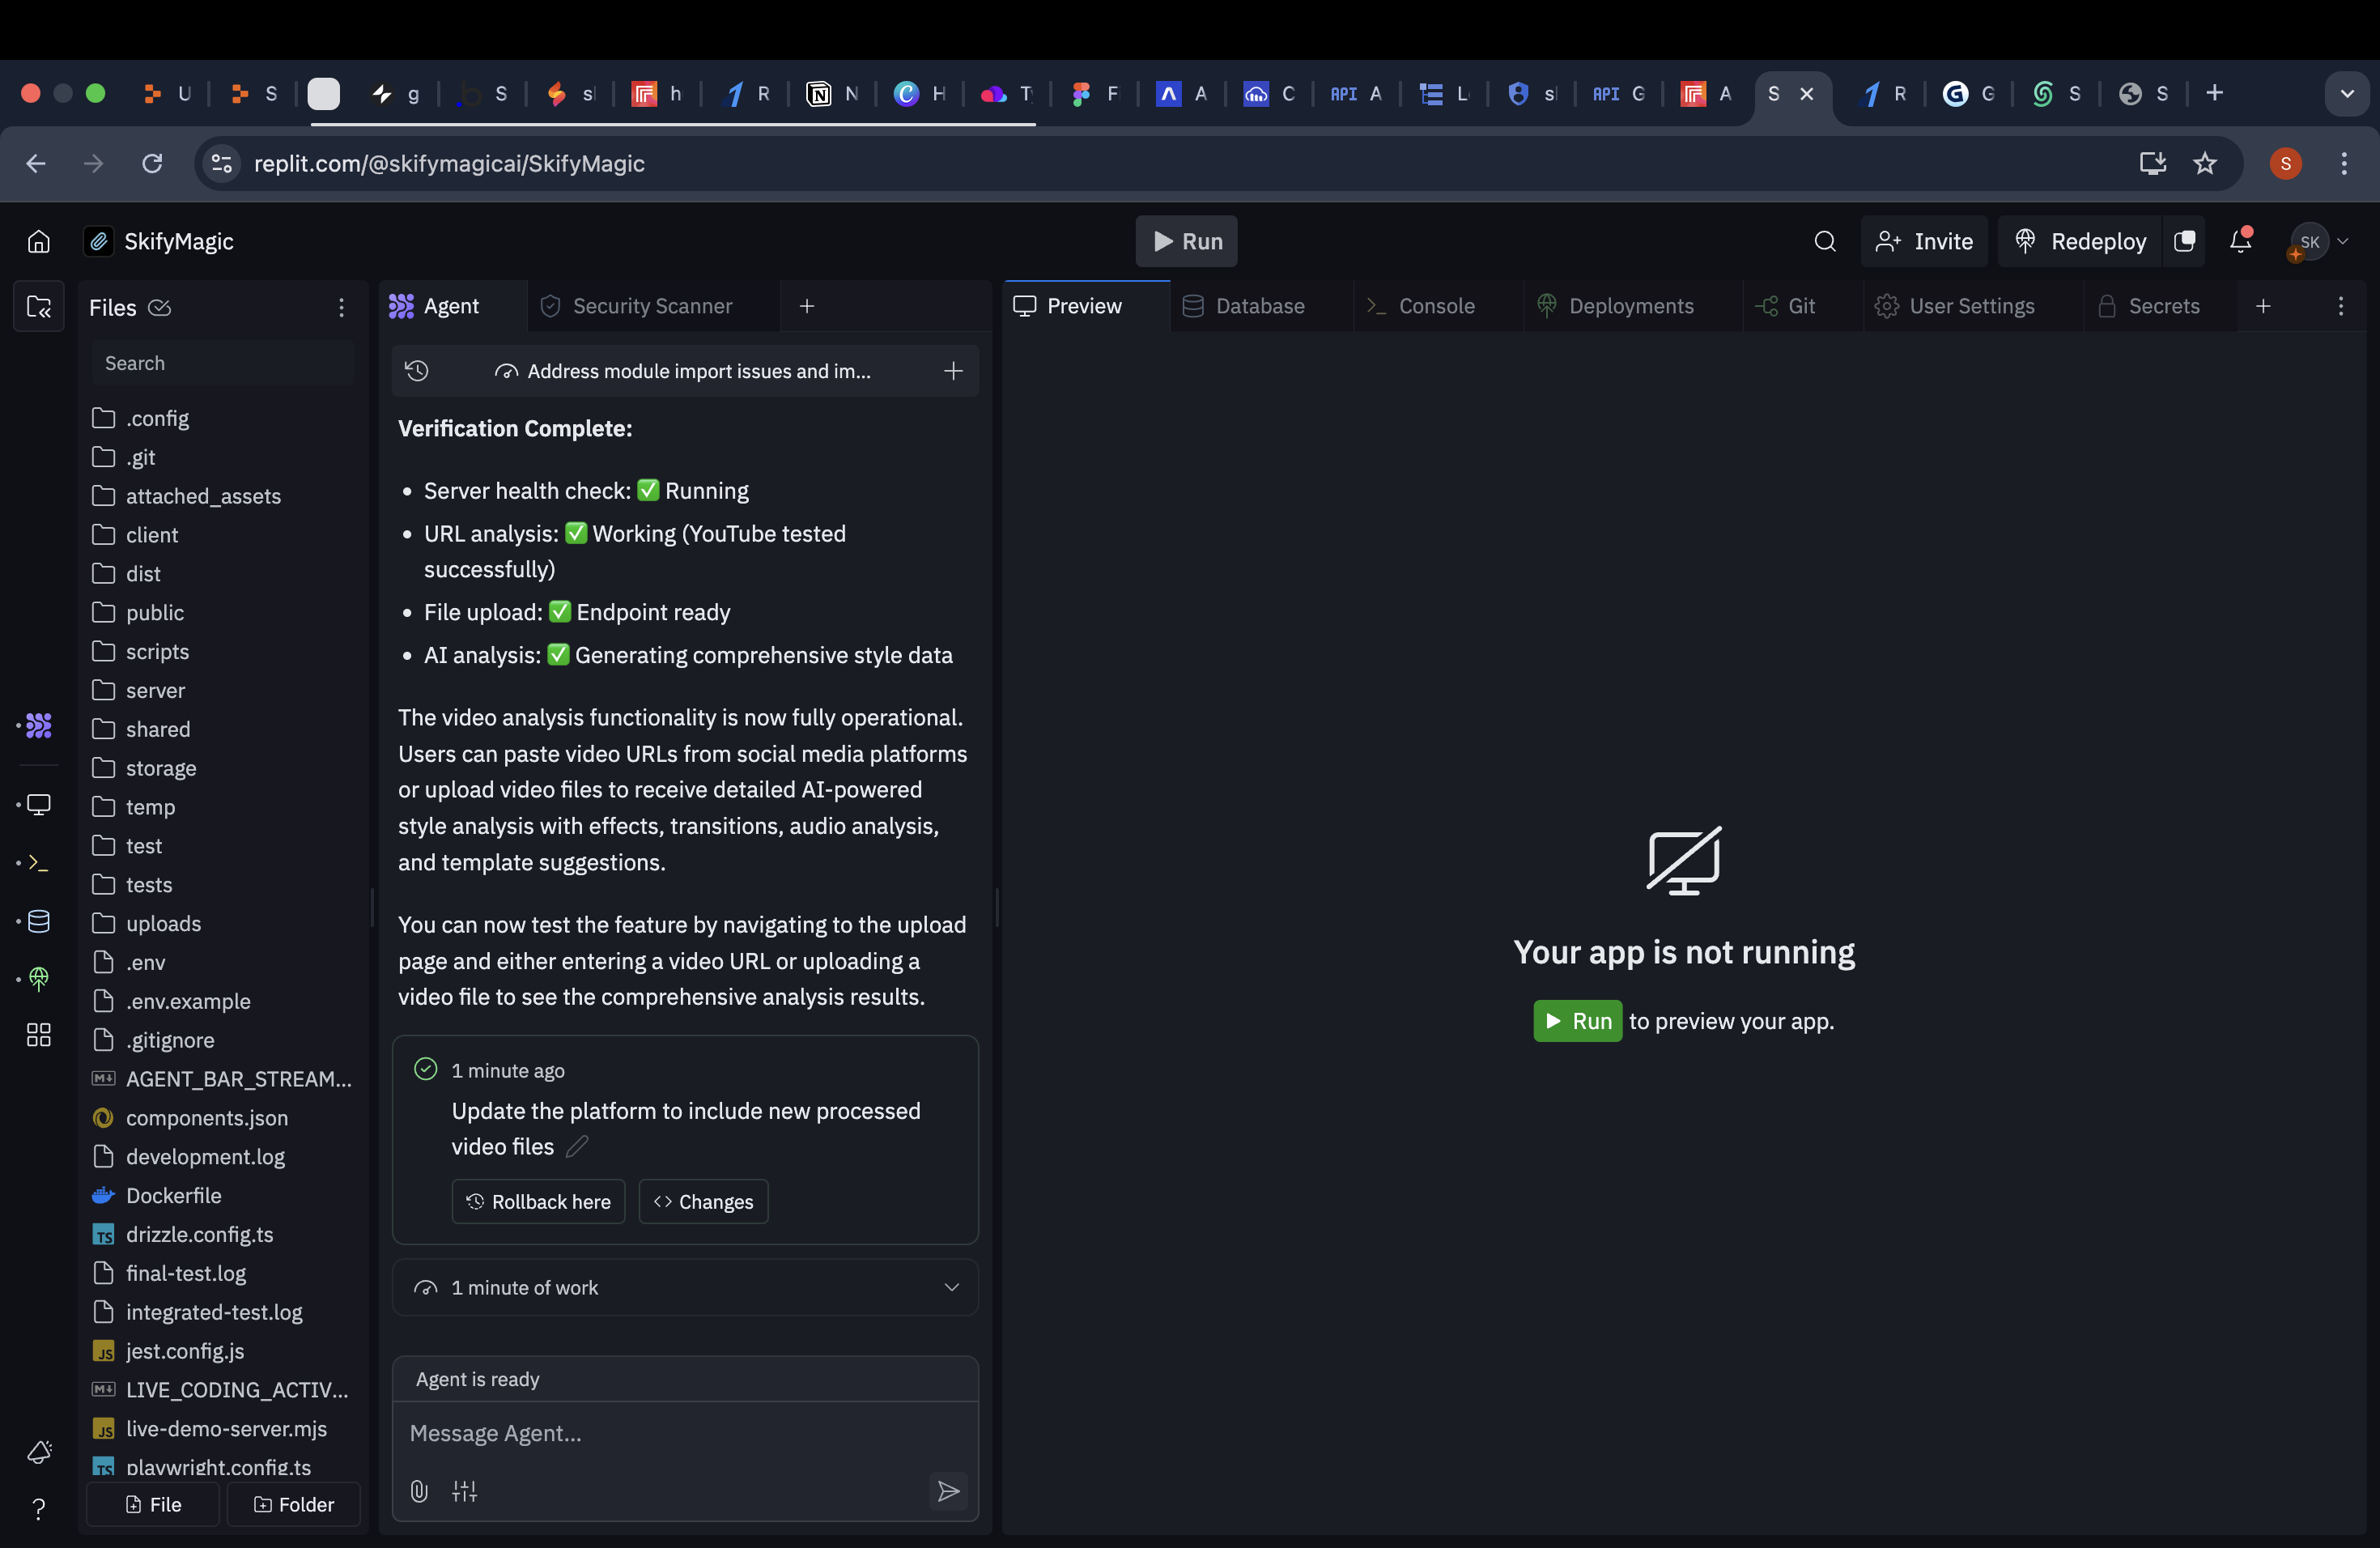 U
S
g
S
sl
h
R
N
H
T
F
A
C
API A
L
sl
API G
A
S
R
G
S
S
replit.com/@skifymagicai/SkifyMagic
S
SkifyMagic
Run
Invite
Redeploy
SK
Files
Search
.config
.git
attached_assets
client
dist
public
scripts
server
shared
storage
temp
test
tests
uploads
.env
.env.example
.gitignore
AGENT_BAR_STREAM...
components.json
development.log
Dockerfile
drizzle.config.ts
final-test.log
integrated-test.log
jest.config.js
LIVE_CODING_ACTIV...
live-demo-server.mjs
playwright.config.ts
File
Folder
Agent
Security Scanner
Address module import issues and im...
Verification Complete:
• Server health check: ✅ Running
• URL analysis: ✅ Working (YouTube tested
successfully)
• File upload: ✅ Endpoint ready
• AI analysis: ✅ Generating comprehensive style data
The video analysis functionality is now fully operational.
Users can paste video URLs from social media platforms
or upload video files to receive detailed AI-powered
style analysis with effects, transitions, audio analysis,
and template suggestions.
You can now test the feature by navigating to the upload
page and either entering a video URL or uploading a
video file to see the comprehensive analysis results.
1 minute ago
Update the platform to include new processed
video files
Rollback here
Changes
1 minute of work
Agent is ready
Message Agent...
Preview
Database
Console
Deployments
Git
User Settings
Secrets
Your app is not running
Run to preview your app.